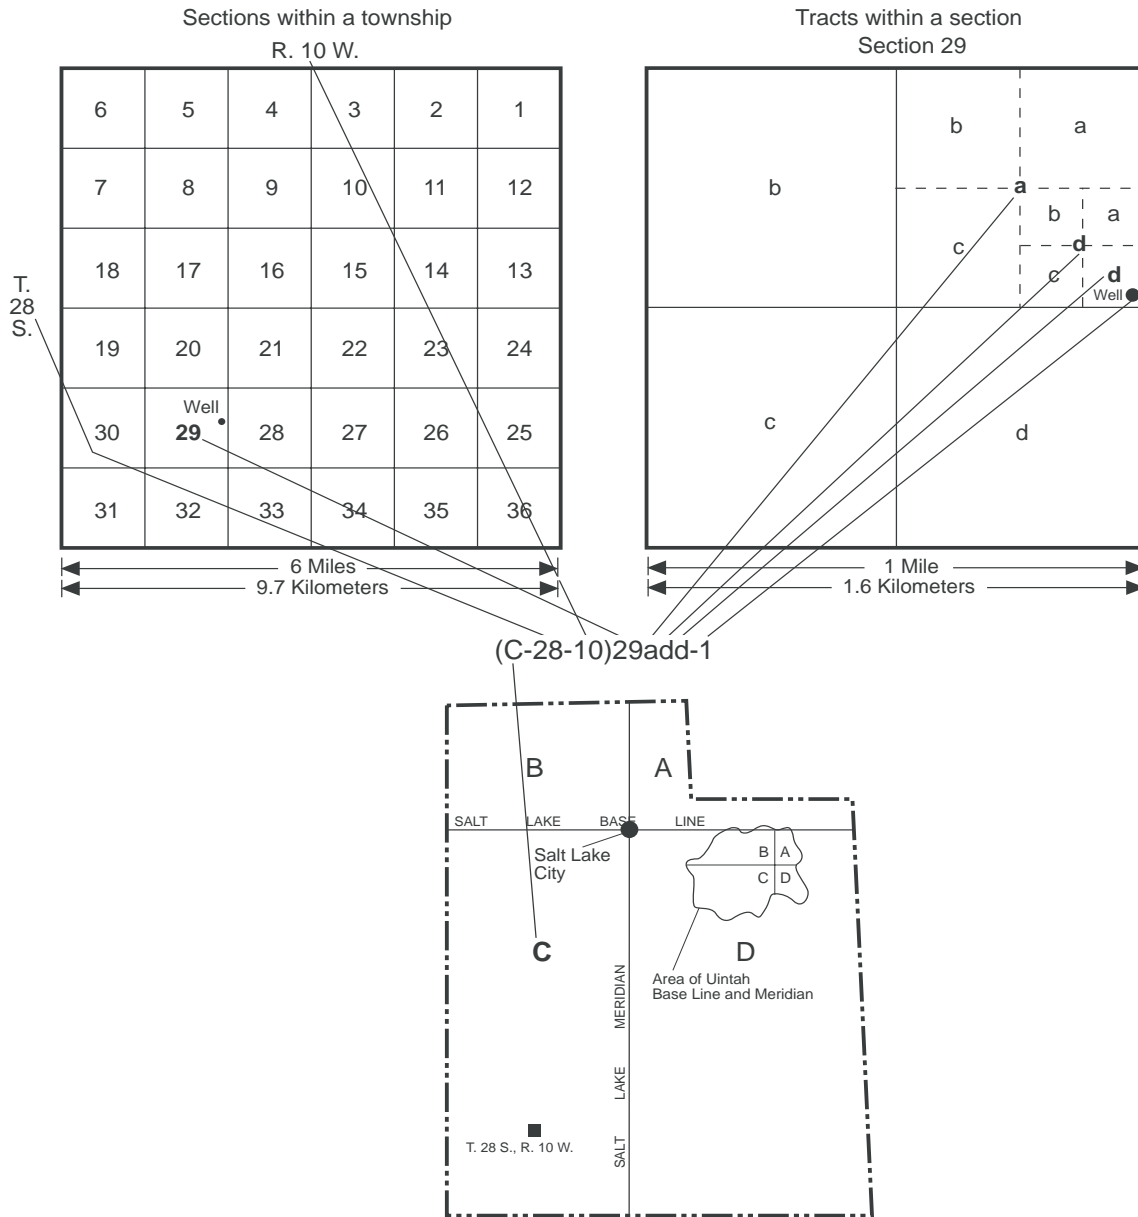 Sections within a township
R. 10 W.
6 5 4 3 2 1
7 8 9 10 11 12
18 17 16 15 14 13
T.
28
S.
19 20 21 22 23 24
Well
30 29 28 27 26 25
31 32 33 34 35 36
6 Miles
9.7 Kilometers
Tracts within a section
Section 29
b a
b a
b a
c d
c d
Well
c d
1 Mile
1.6 Kilometers
(C-28-10)29add-1
B A
SALT LAKE BASE LINE
Salt Lake
City
B A
C D
C D
Area of Uintah
Base Line and Meridian
SALT LAKE MERIDIAN
T. 28 S., R. 10 W.